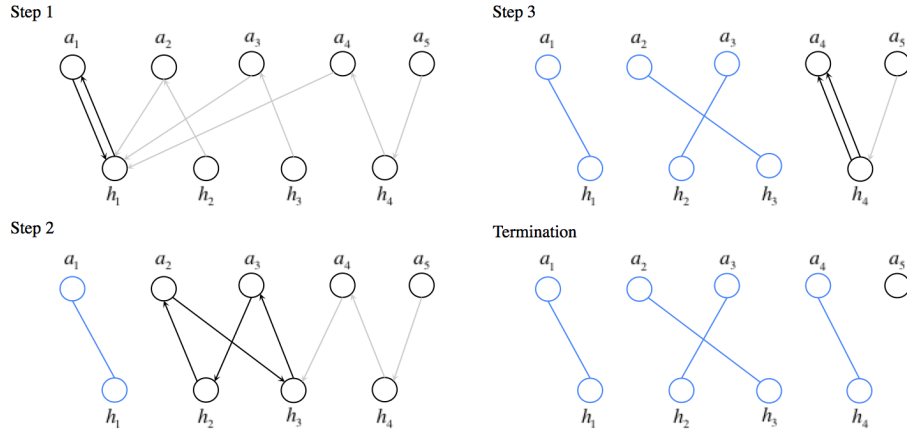 Step 1
a₁ a₂ a₃ a₄ a₅
h₁ h₂ h₃ h₄
Step 2
a₁ a₂ a₃ a₄ a₅
h₁ h₂ h₃ h₄
Step 3
a₁ a₂ a₃ a₄ a₅
h₁ h₂ h₃ h₄
Termination
a₁ a₂ a₃ a₄ a₅
h₁ h₂ h₃ h₄